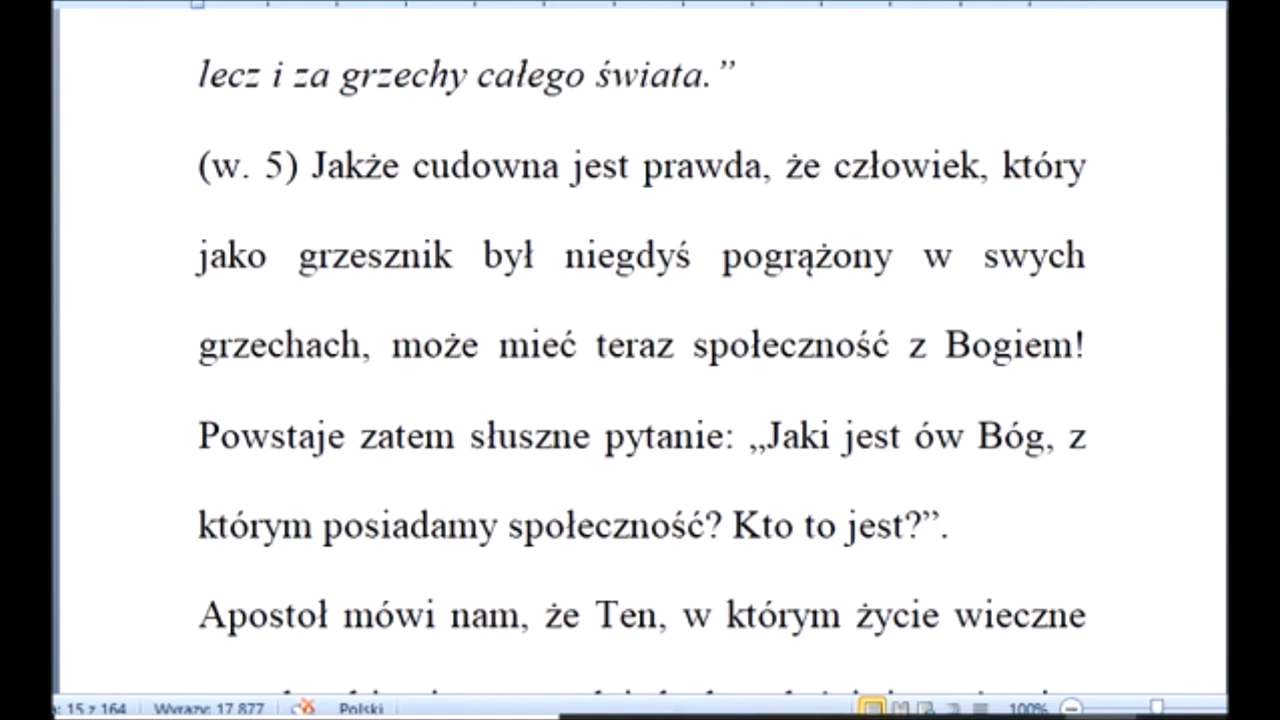 lecz i za grzechy całego świata.”
(w. 5) Jakże cudowna jest prawda, że człowiek, który
jako grzesznik był niegdyś pogrążony w swych
grzechach, może mieć teraz społeczność z Bogiem!
Powstaje zatem słuszne pytanie: „Jaki jest ów Bóg, z
którym posiadamy społeczność? Kto to jest?”.
Apostoł mówi nam, że Ten, w którym życie wieczne
: 15 z 164 Wyrazy: 17 877 Polski 100%